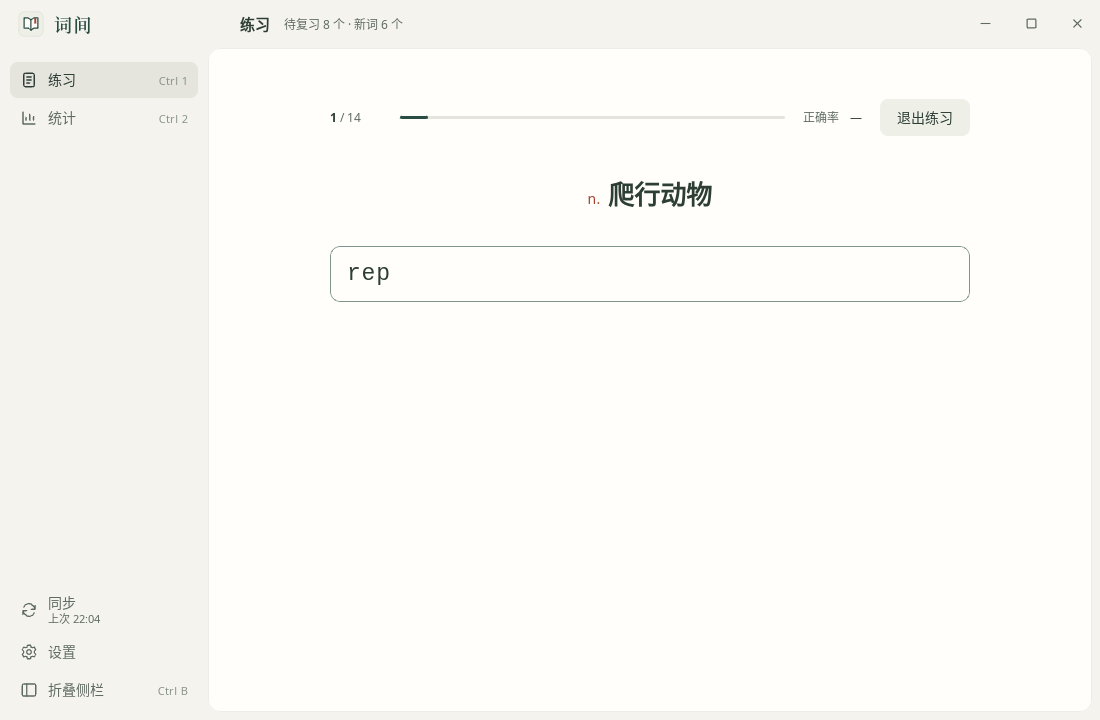 词间
练习 待复习 8 个 · 新词 6 个
练习 Ctrl 1
统计 Ctrl 2
1 / 14 正确率 — 退出练习
n. 爬行动物
rep
同步
上次 22:04
设置
折叠侧栏 Ctrl B